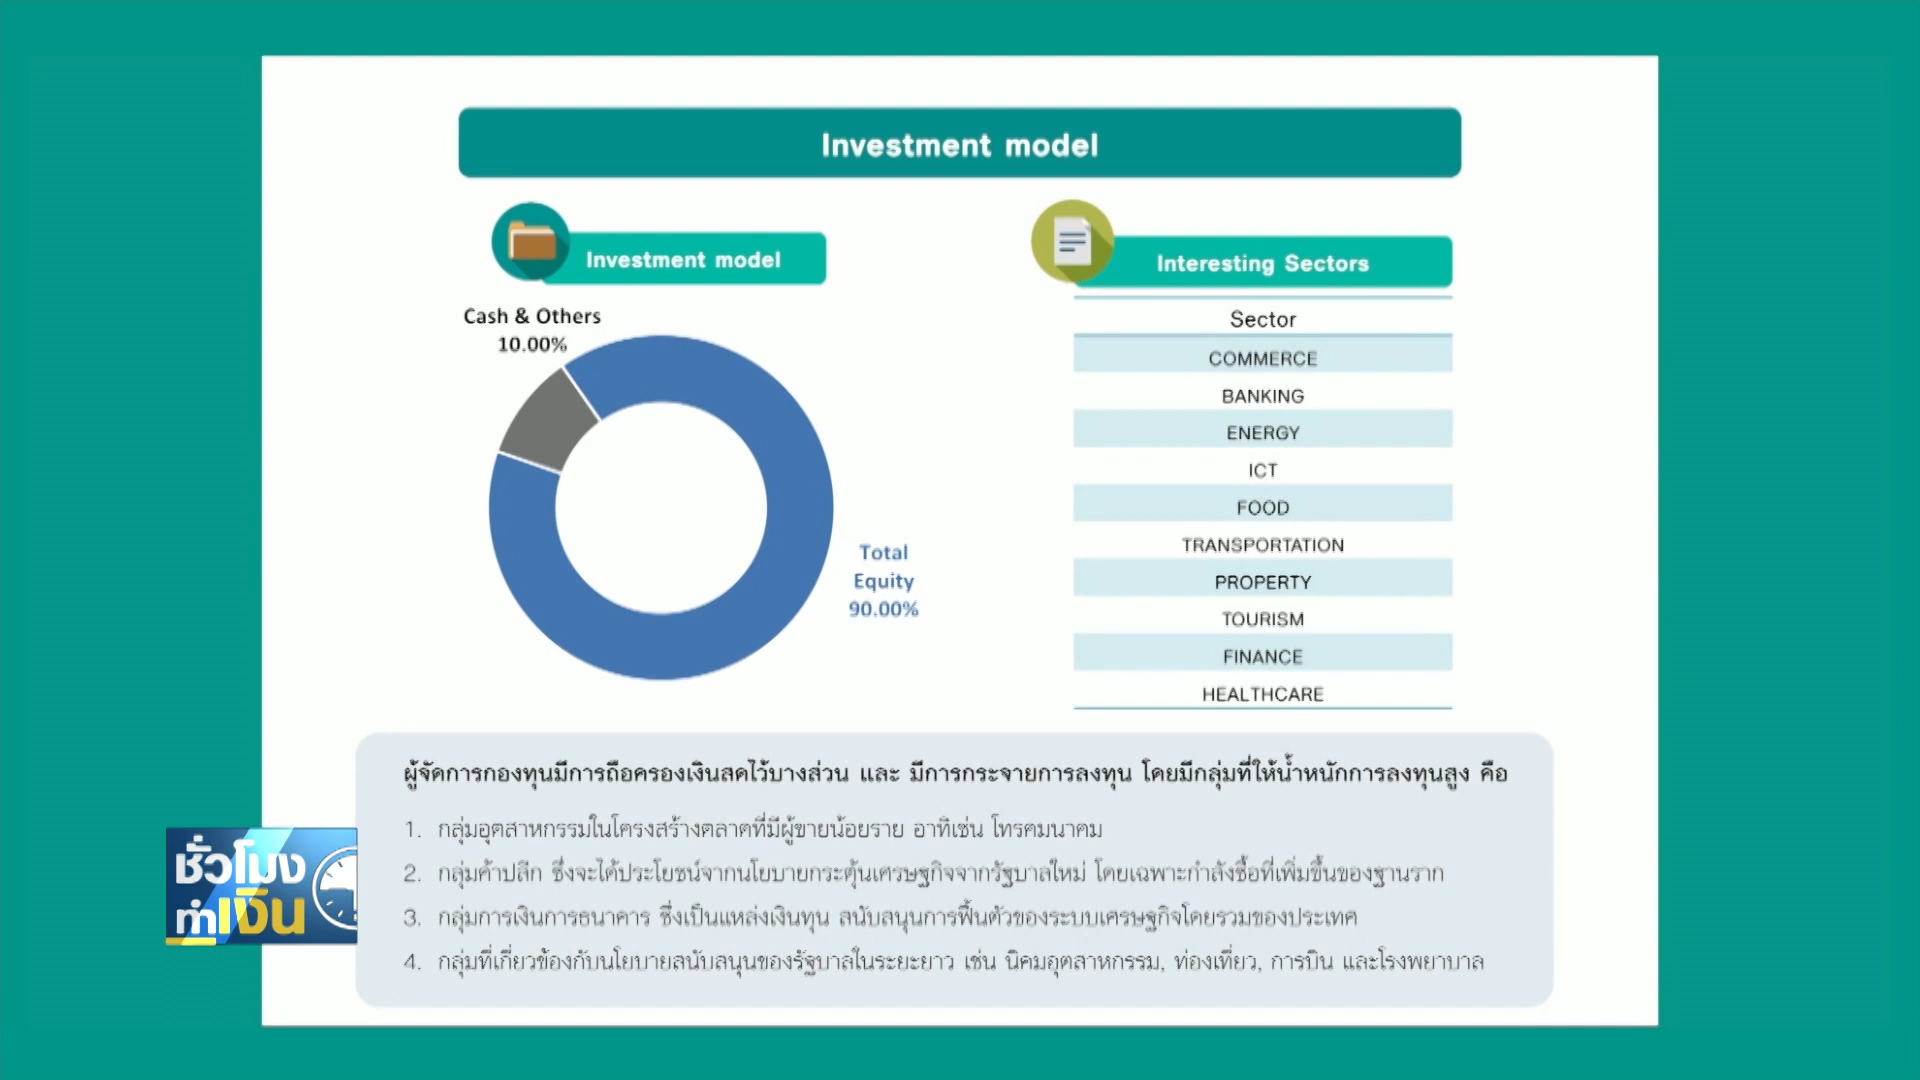 Investment model
Investment model
Cash & Others
10.00%
Total
Equity
90.00%
Interesting Sectors
Sector
COMMERCE
BANKING
ENERGY
ICT
FOOD
TRANSPORTATION
PROPERTY
TOURISM
FINANCE
HEALTHCARE
ผู้จัดการกองทุนมีการถือครองเงินสดไว้บางส่วน และ มีการกระจายการลงทุน โดยมีกลุ่มที่ให้น้ำหนักการลงทุนสูง คือ
1. กลุ่มอุตสาหกรรมในโครงสร้างตลาดที่มีผู้ขายน้อยราย อาทิเช่น โทรคมนาคม
2. กลุ่มค้าปลีก ซึ่งจะได้ประโยชน์จากนโยบายกระตุ้นเศรษฐกิจจากรัฐบาลใหม่ โดยเฉพาะกำลังซื้อที่เพิ่มขึ้นของฐานราก
3. กลุ่มการเงินการธนาคาร ซึ่งเป็นแหล่งเงินทุน สนับสนุนการฟื้นตัวของระบบเศรษฐกิจโดยรวมของประเทศ
4. กลุ่มที่เกี่ยวข้องกับนโยบายสนับสนุนของรัฐบาลในระยะยาว เช่น นิคมอุตสาหกรรม, ท่องเที่ยว, การบิน และโรงพยาบาล
ชั่วโมง
ทำเงิน